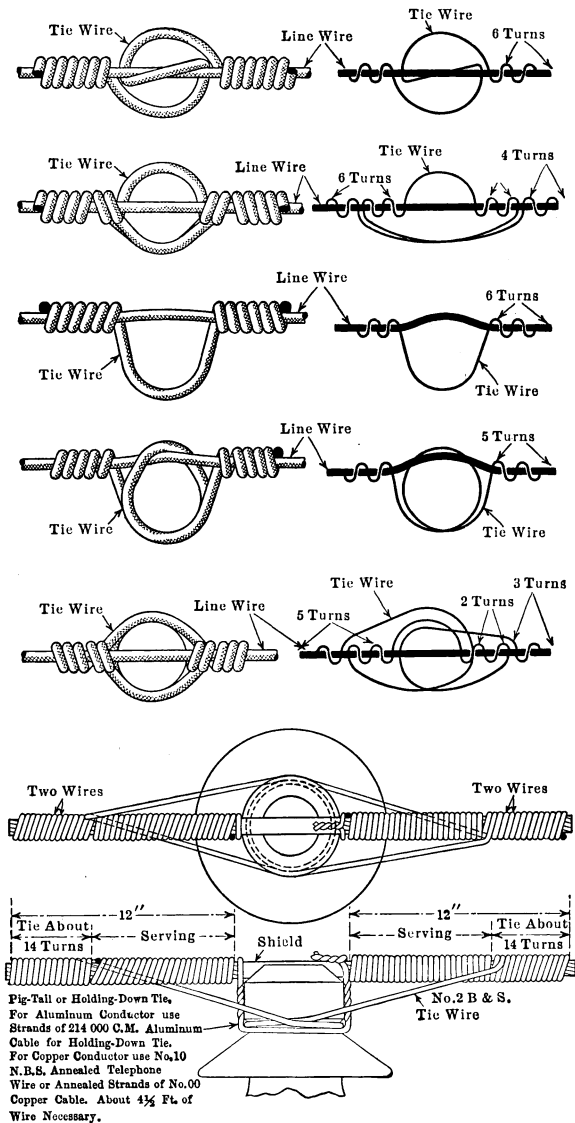 Tie Wire
Line Wire
Tie Wire
6 Turns
Tie Wire
Line Wire
6 Turns
Tie Wire
4 Turns
Line Wire
Tie Wire
6 Turns
Tie Wire
Line Wire
Tie Wire
5 Turns
Tie Wire
Tie Wire
Line Wire
5 Turns
Tie Wire
2 Turns
3 Turns
Two Wires
Two Wires
12"
12"
Tie About
14 Turns
Serving
Shield
Serving
Tie About
14 Turns
No.2 B & S.
Tie Wire
Pig-Tail or Holding-Down Tie.
For Aluminum Conductor use
Strands of 214 000 C.M. Aluminum
Cable for Holding-Down Tie.
For Copper Conductor use No.10
N.B.S. Annealed Telephone
Wire or Annealed Strands of No.00
Copper Cable. About 4½ Ft. of
Wire Necessary.